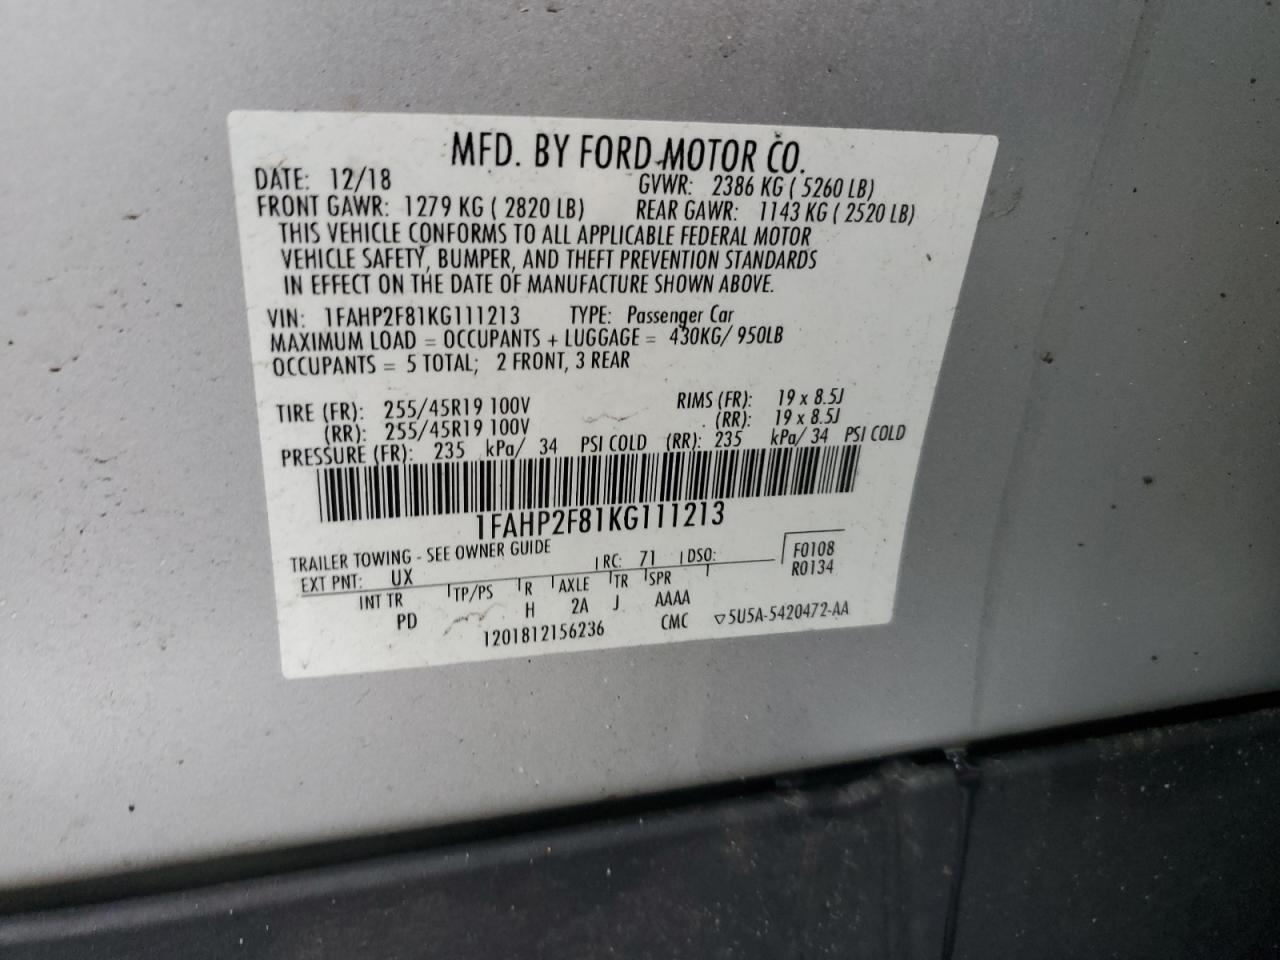 MFD. BY FORD MOTOR CO.
DATE: 12/18 GVWR: 2386 KG ( 5260 LB)
FRONT GAWR: 1279 KG ( 2820 LB) REAR GAWR: 1143 KG ( 2520 LB)
THIS VEHICLE CONFORMS TO ALL APPLICABLE FEDERAL MOTOR
VEHICLE SAFETY, BUMPER, AND THEFT PREVENTION STANDARDS
IN EFFECT ON THE DATE OF MANUFACTURE SHOWN ABOVE.
VIN: 1FAHP2F81KG111213 TYPE: Passenger Car
MAXIMUM LOAD = OCCUPANTS + LUGGAGE = 430KG/ 950LB
OCCUPANTS = 5 TOTAL; 2 FRONT, 3 REAR
TIRE (FR): 255/45R19 100V RIMS (FR): 19 x 8.5J
(RR): 255/45R19 100V (RR): 19 x 8.5J
PRESSURE (FR): 235 kPa/ 34 PSI COLD (RR): 235 kPa/ 34 PSI COLD
1FAHP2F81KG111213
TRAILER TOWING - SEE OWNER GUIDE
EXT PNT: UX RC: 71 DSO: F0108
R0134
INT TR TP/PS R AXLE TR SPR
PD H 2A J AAAA
1201812156236 CMC ▽5U5A-5420472-AA